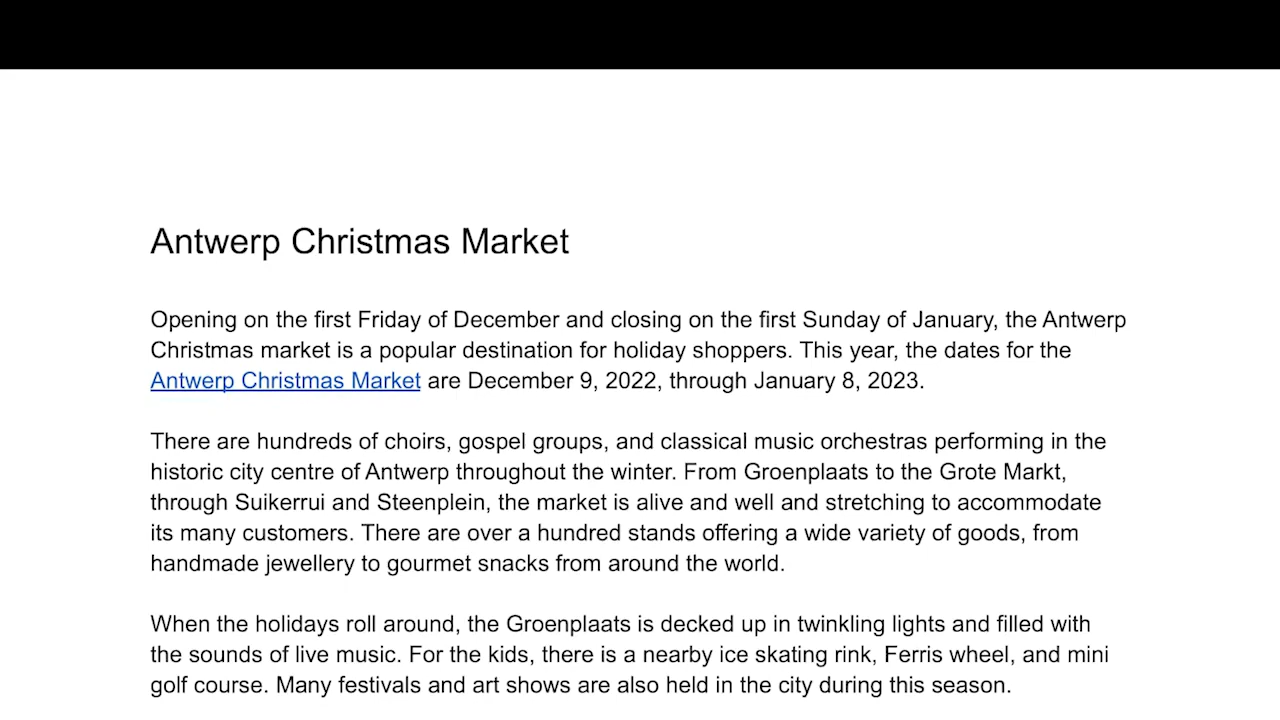 Antwerp Christmas Market
Opening on the first Friday of December and closing on the first Sunday of January, the Antwerp
Christmas market is a popular destination for holiday shoppers. This year, the dates for the
Antwerp Christmas Market are December 9, 2022, through January 8, 2023.
There are hundreds of choirs, gospel groups, and classical music orchestras performing in the
historic city centre of Antwerp throughout the winter. From Groenplaats to the Grote Markt,
through Suikerrui and Steenplein, the market is alive and well and stretching to accommodate
its many customers. There are over a hundred stands offering a wide variety of goods, from
handmade jewellery to gourmet snacks from around the world.
When the holidays roll around, the Groenplaats is decked up in twinkling lights and filled with
the sounds of live music. For the kids, there is a nearby ice skating rink, Ferris wheel, and mini
golf course. Many festivals and art shows are also held in the city during this season.